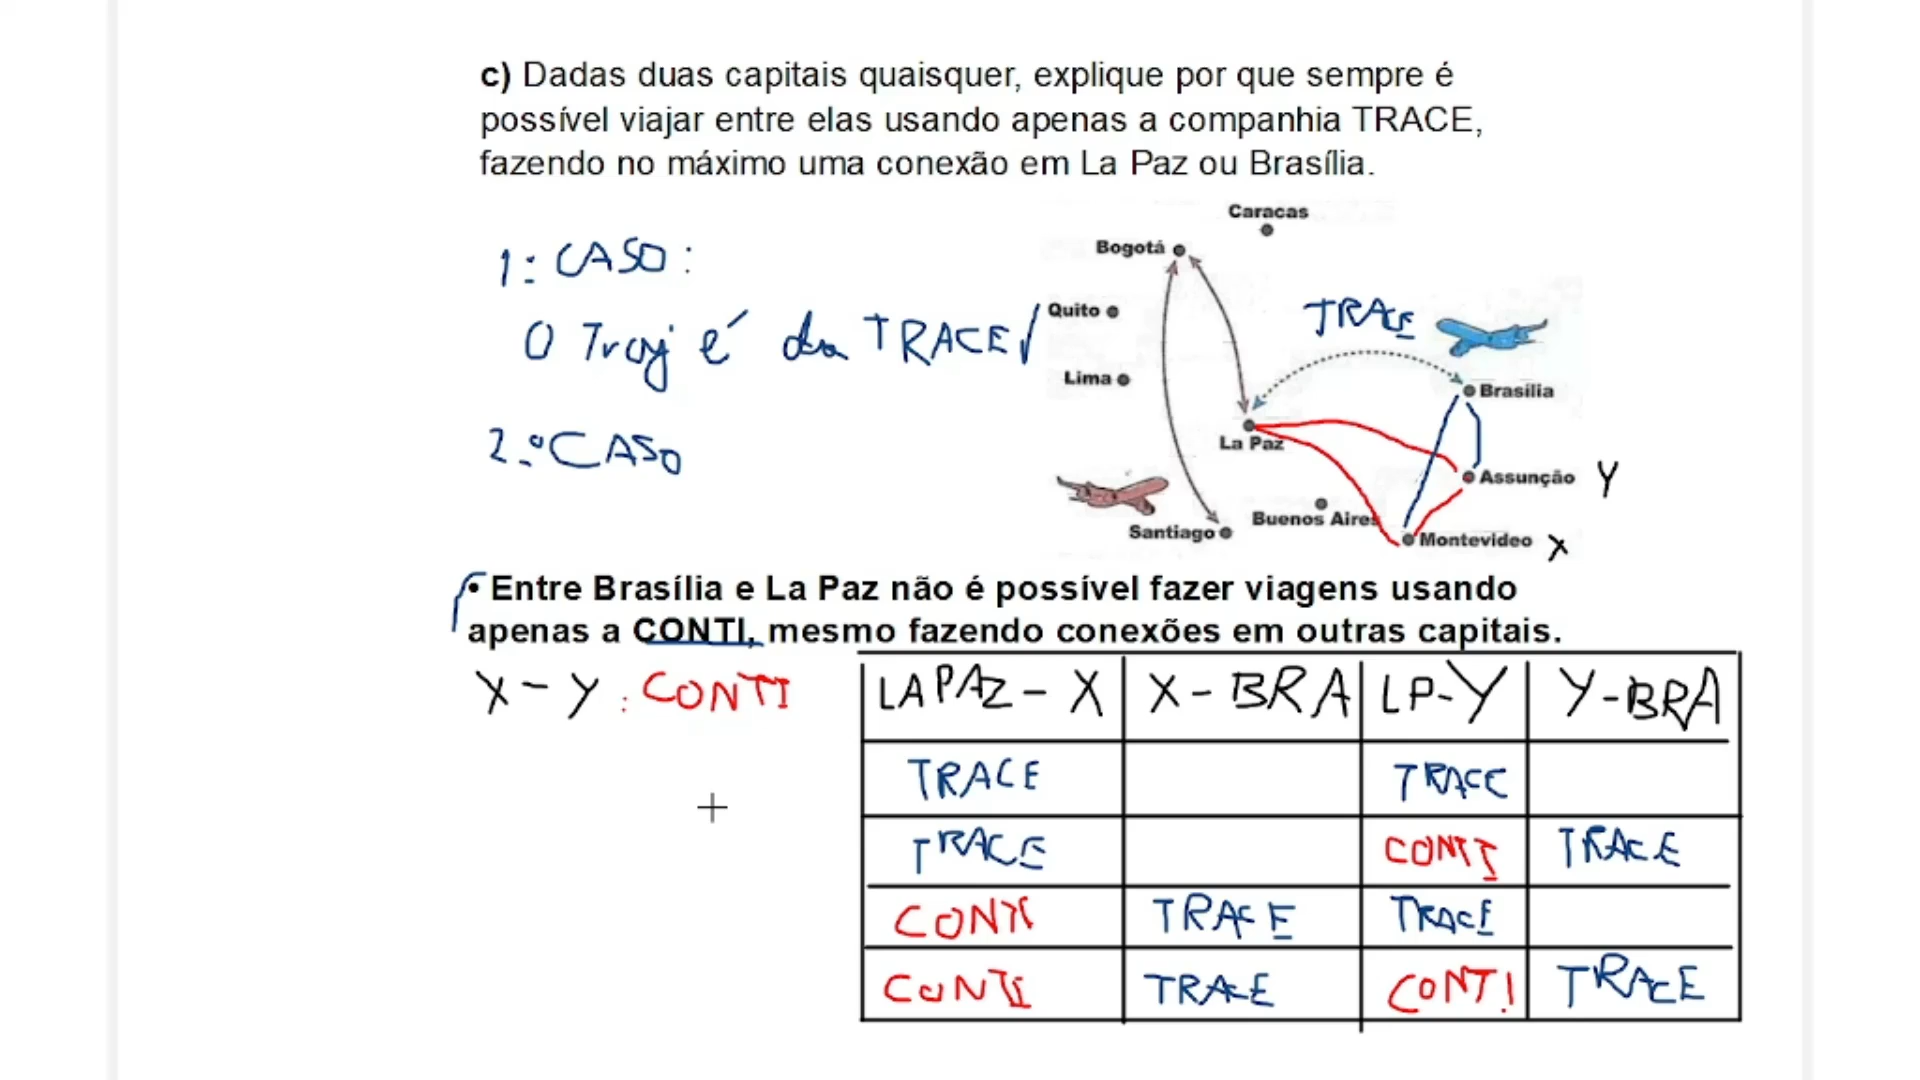 c) Dadas duas capitais quaisquer, explique por que sempre é
possível viajar entre elas usando apenas a companhia TRACE,
fazendo no máximo uma conexão em La Paz ou Brasília.
Caracas
Bogotá
1: CASO:
Quito
TRACE
O Traj é da TRACE
Lima
Brasília
La Paz
2.º CASO
Assunção Y
Buenos Aires
Santiago
Montevideo X
• Entre Brasília e La Paz não é possível fazer viagens usando
apenas a CONTI, mesmo fazendo conexões em outras capitais.
X - Y : CONTI
LAPAZ - X X - BRA LP-Y Y-BRA
TRACE TRACE
TRACE CONTI TRACE
CONTI TRACE TRACE
CONTI TRACE CONTI TRACE